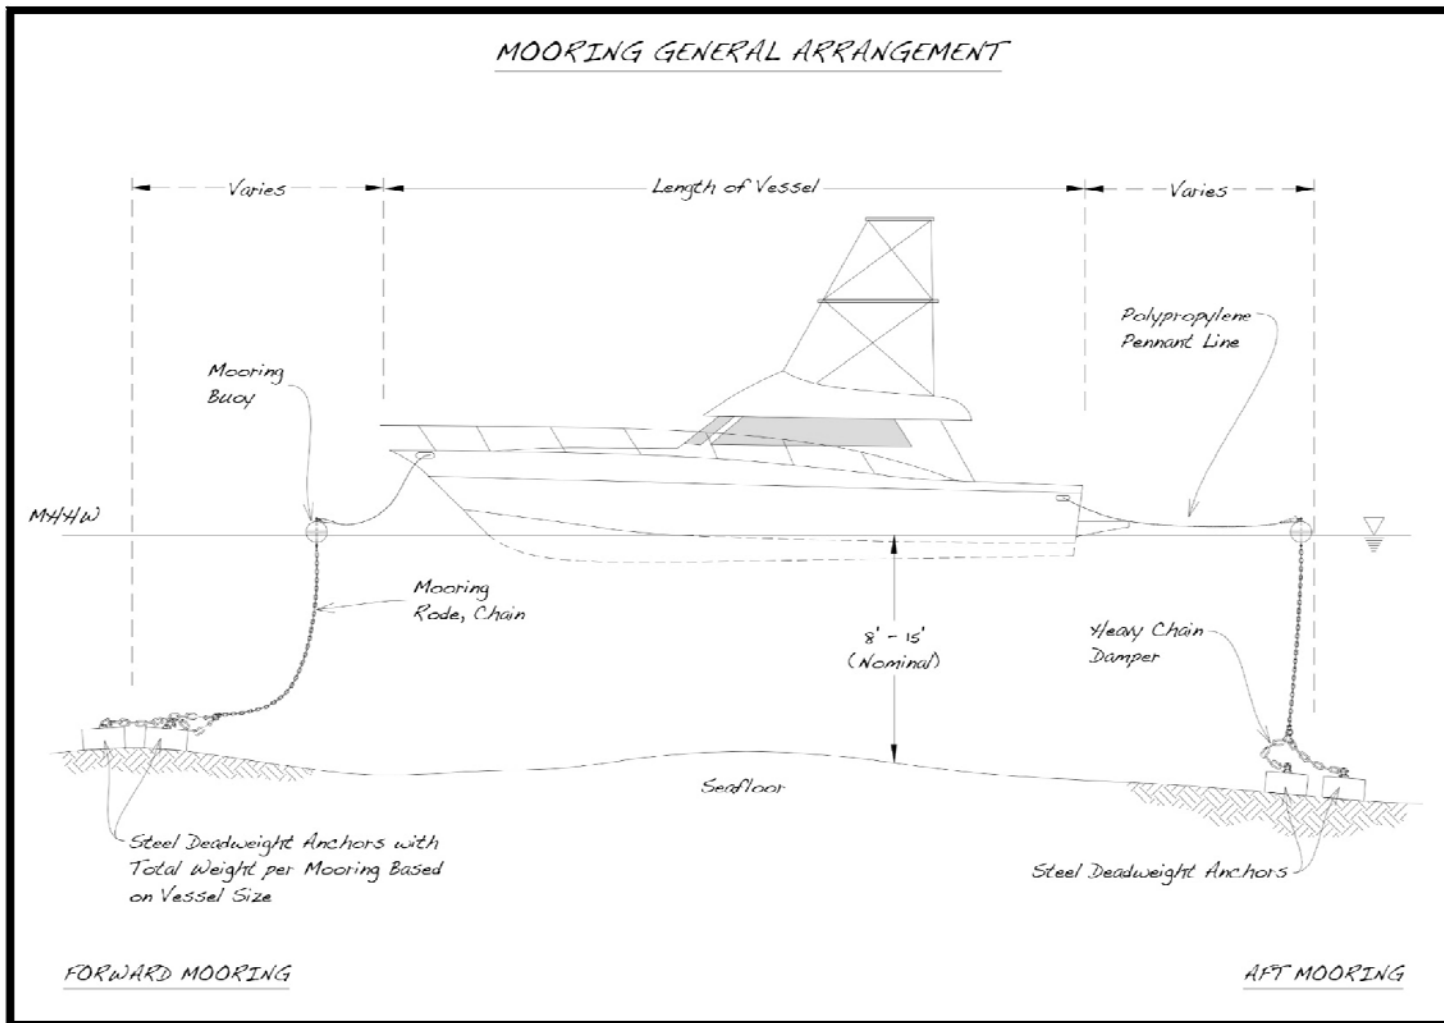 MOORING GENERAL ARRANGEMENT
Varies
Length of Vessel
Varies
Polypropylene
Pennant Line
Mooring
Buoy
MHHW
Mooring
Rode, Chain
8' - 15'
(Nominal)
Heavy Chain
Damper
Seafloor
Steel Deadweight Anchors with
Total Weight per Mooring Based
on Vessel Size
Steel Deadweight Anchors
FORWARD MOORING
AFT MOORING